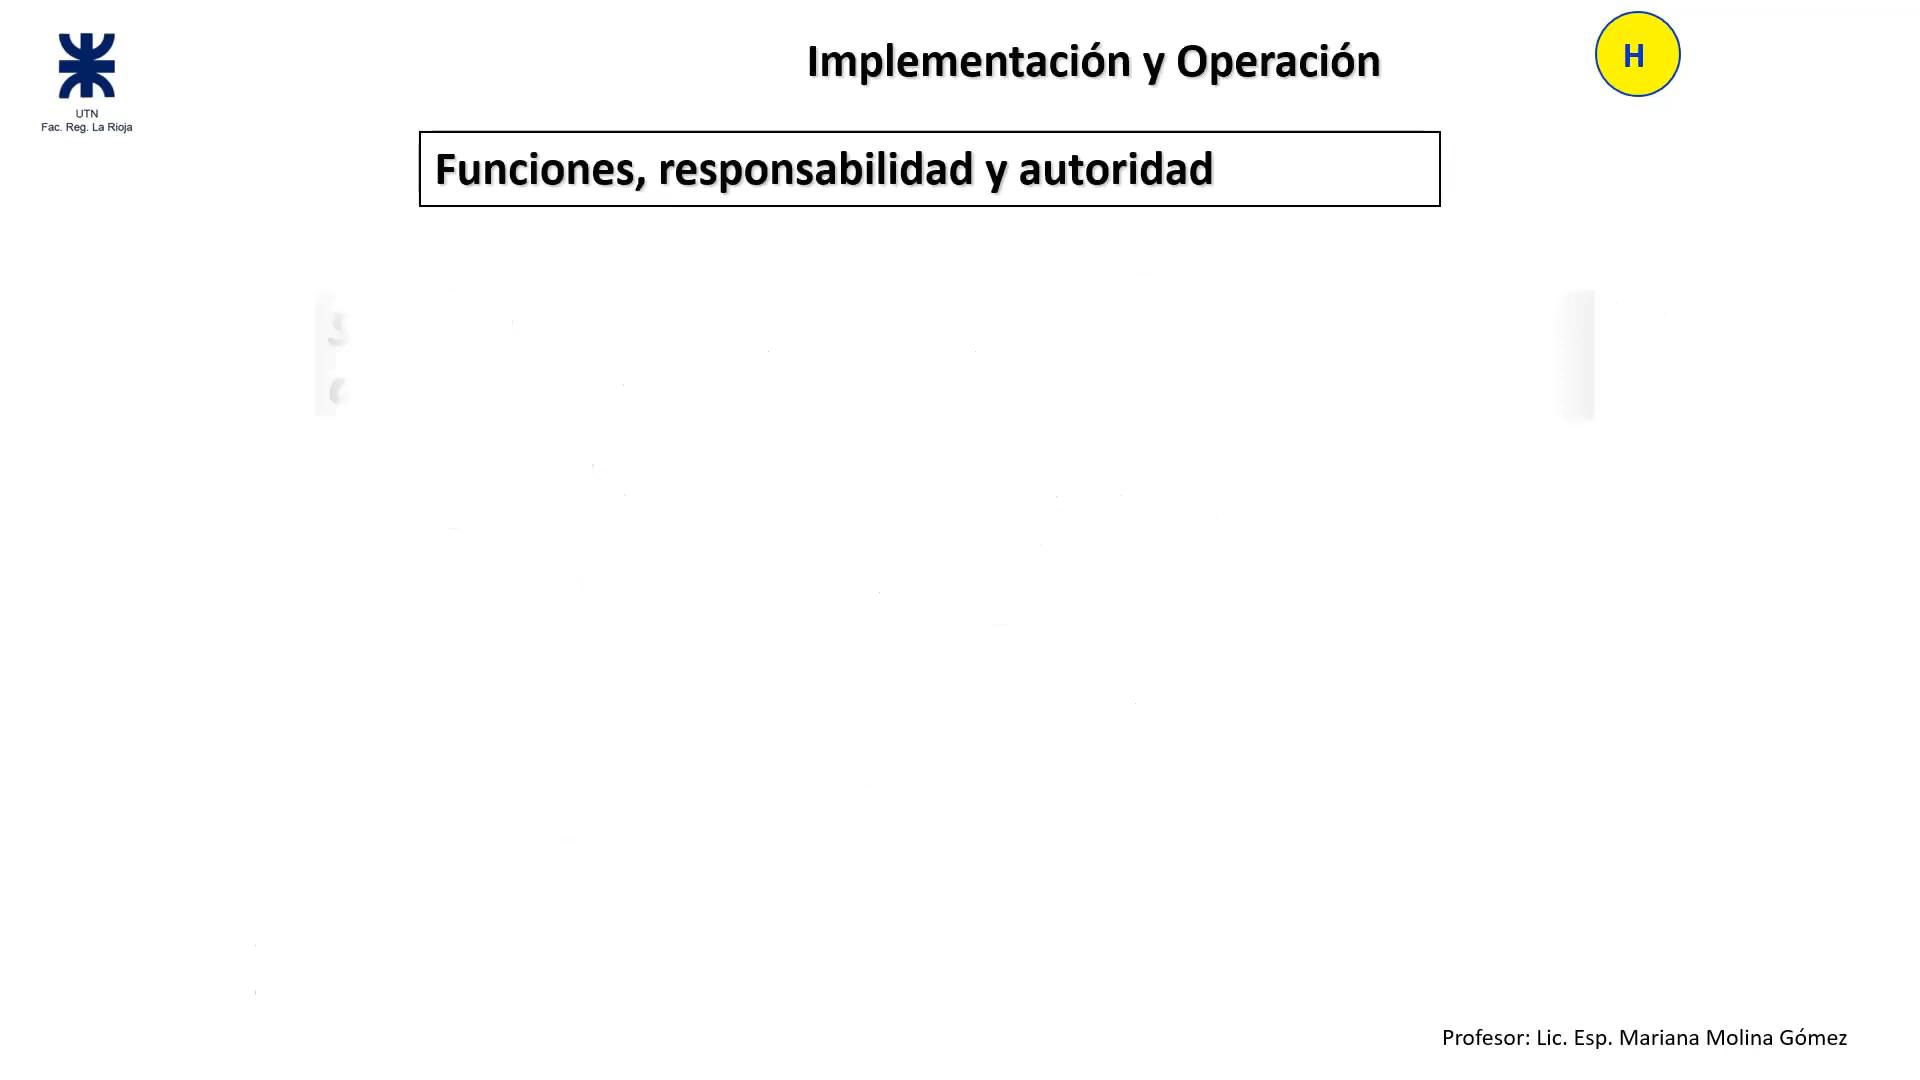 UTN
Fac. Reg. La Rioja
Implementación y Operación
H
Funciones, responsabilidad y autoridad
Profesor: Lic. Esp. Mariana Molina Gómez